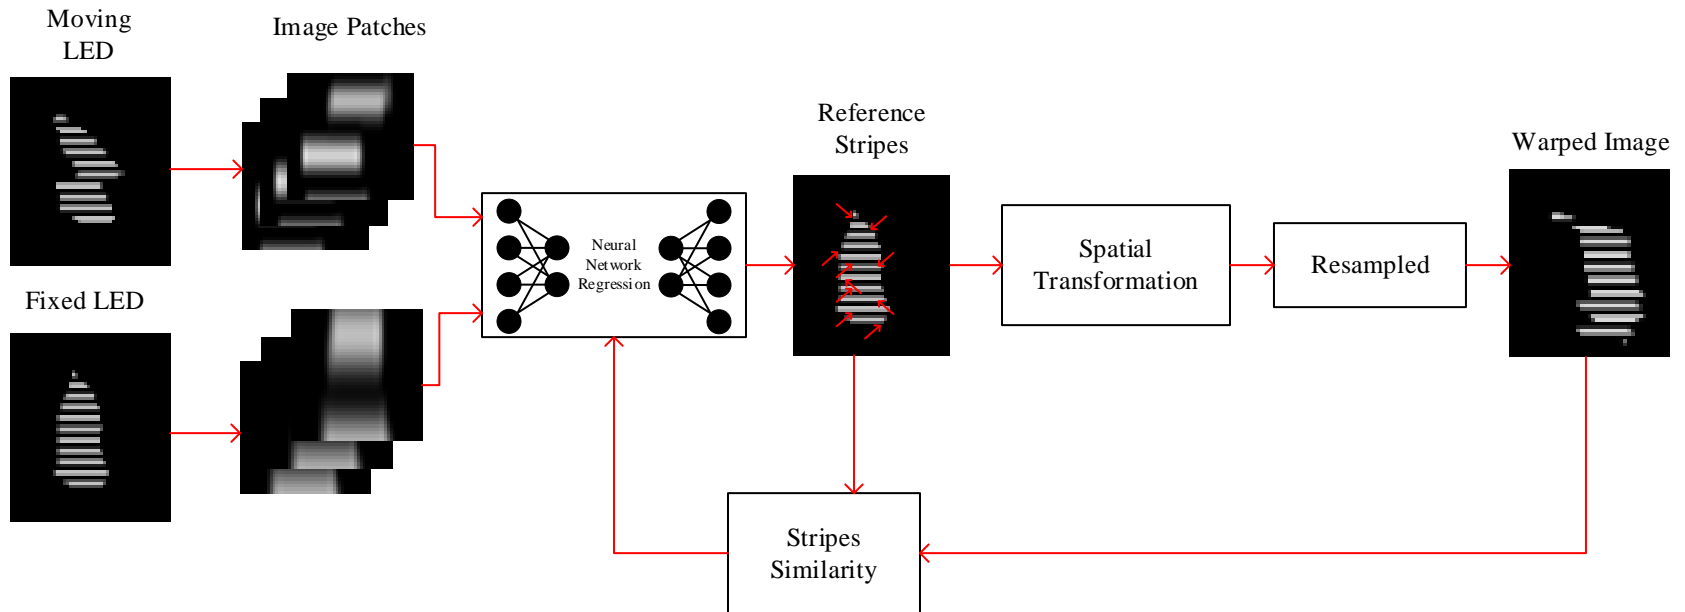 Moving
LED
Image Patches
Reference
Stripes
Warped Image
Neural
Network
Regression
Spatial
Transformation
Resampled
Fixed LED
Stripes
Similarity